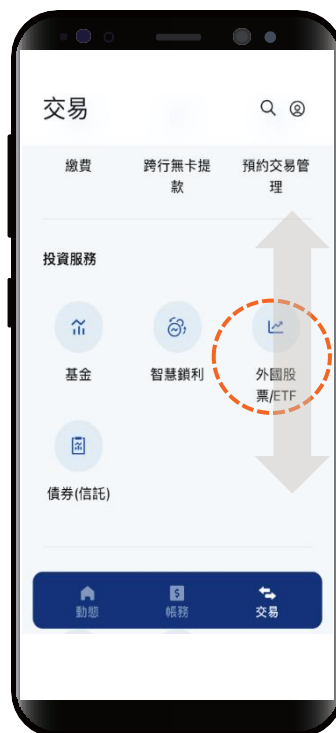 交易
繳費
跨行無卡提
款
預約交易管
理
投資服務
基金
智慧鎖利
外國股
票/ETF
債券(信託)
動態
帳務
交易